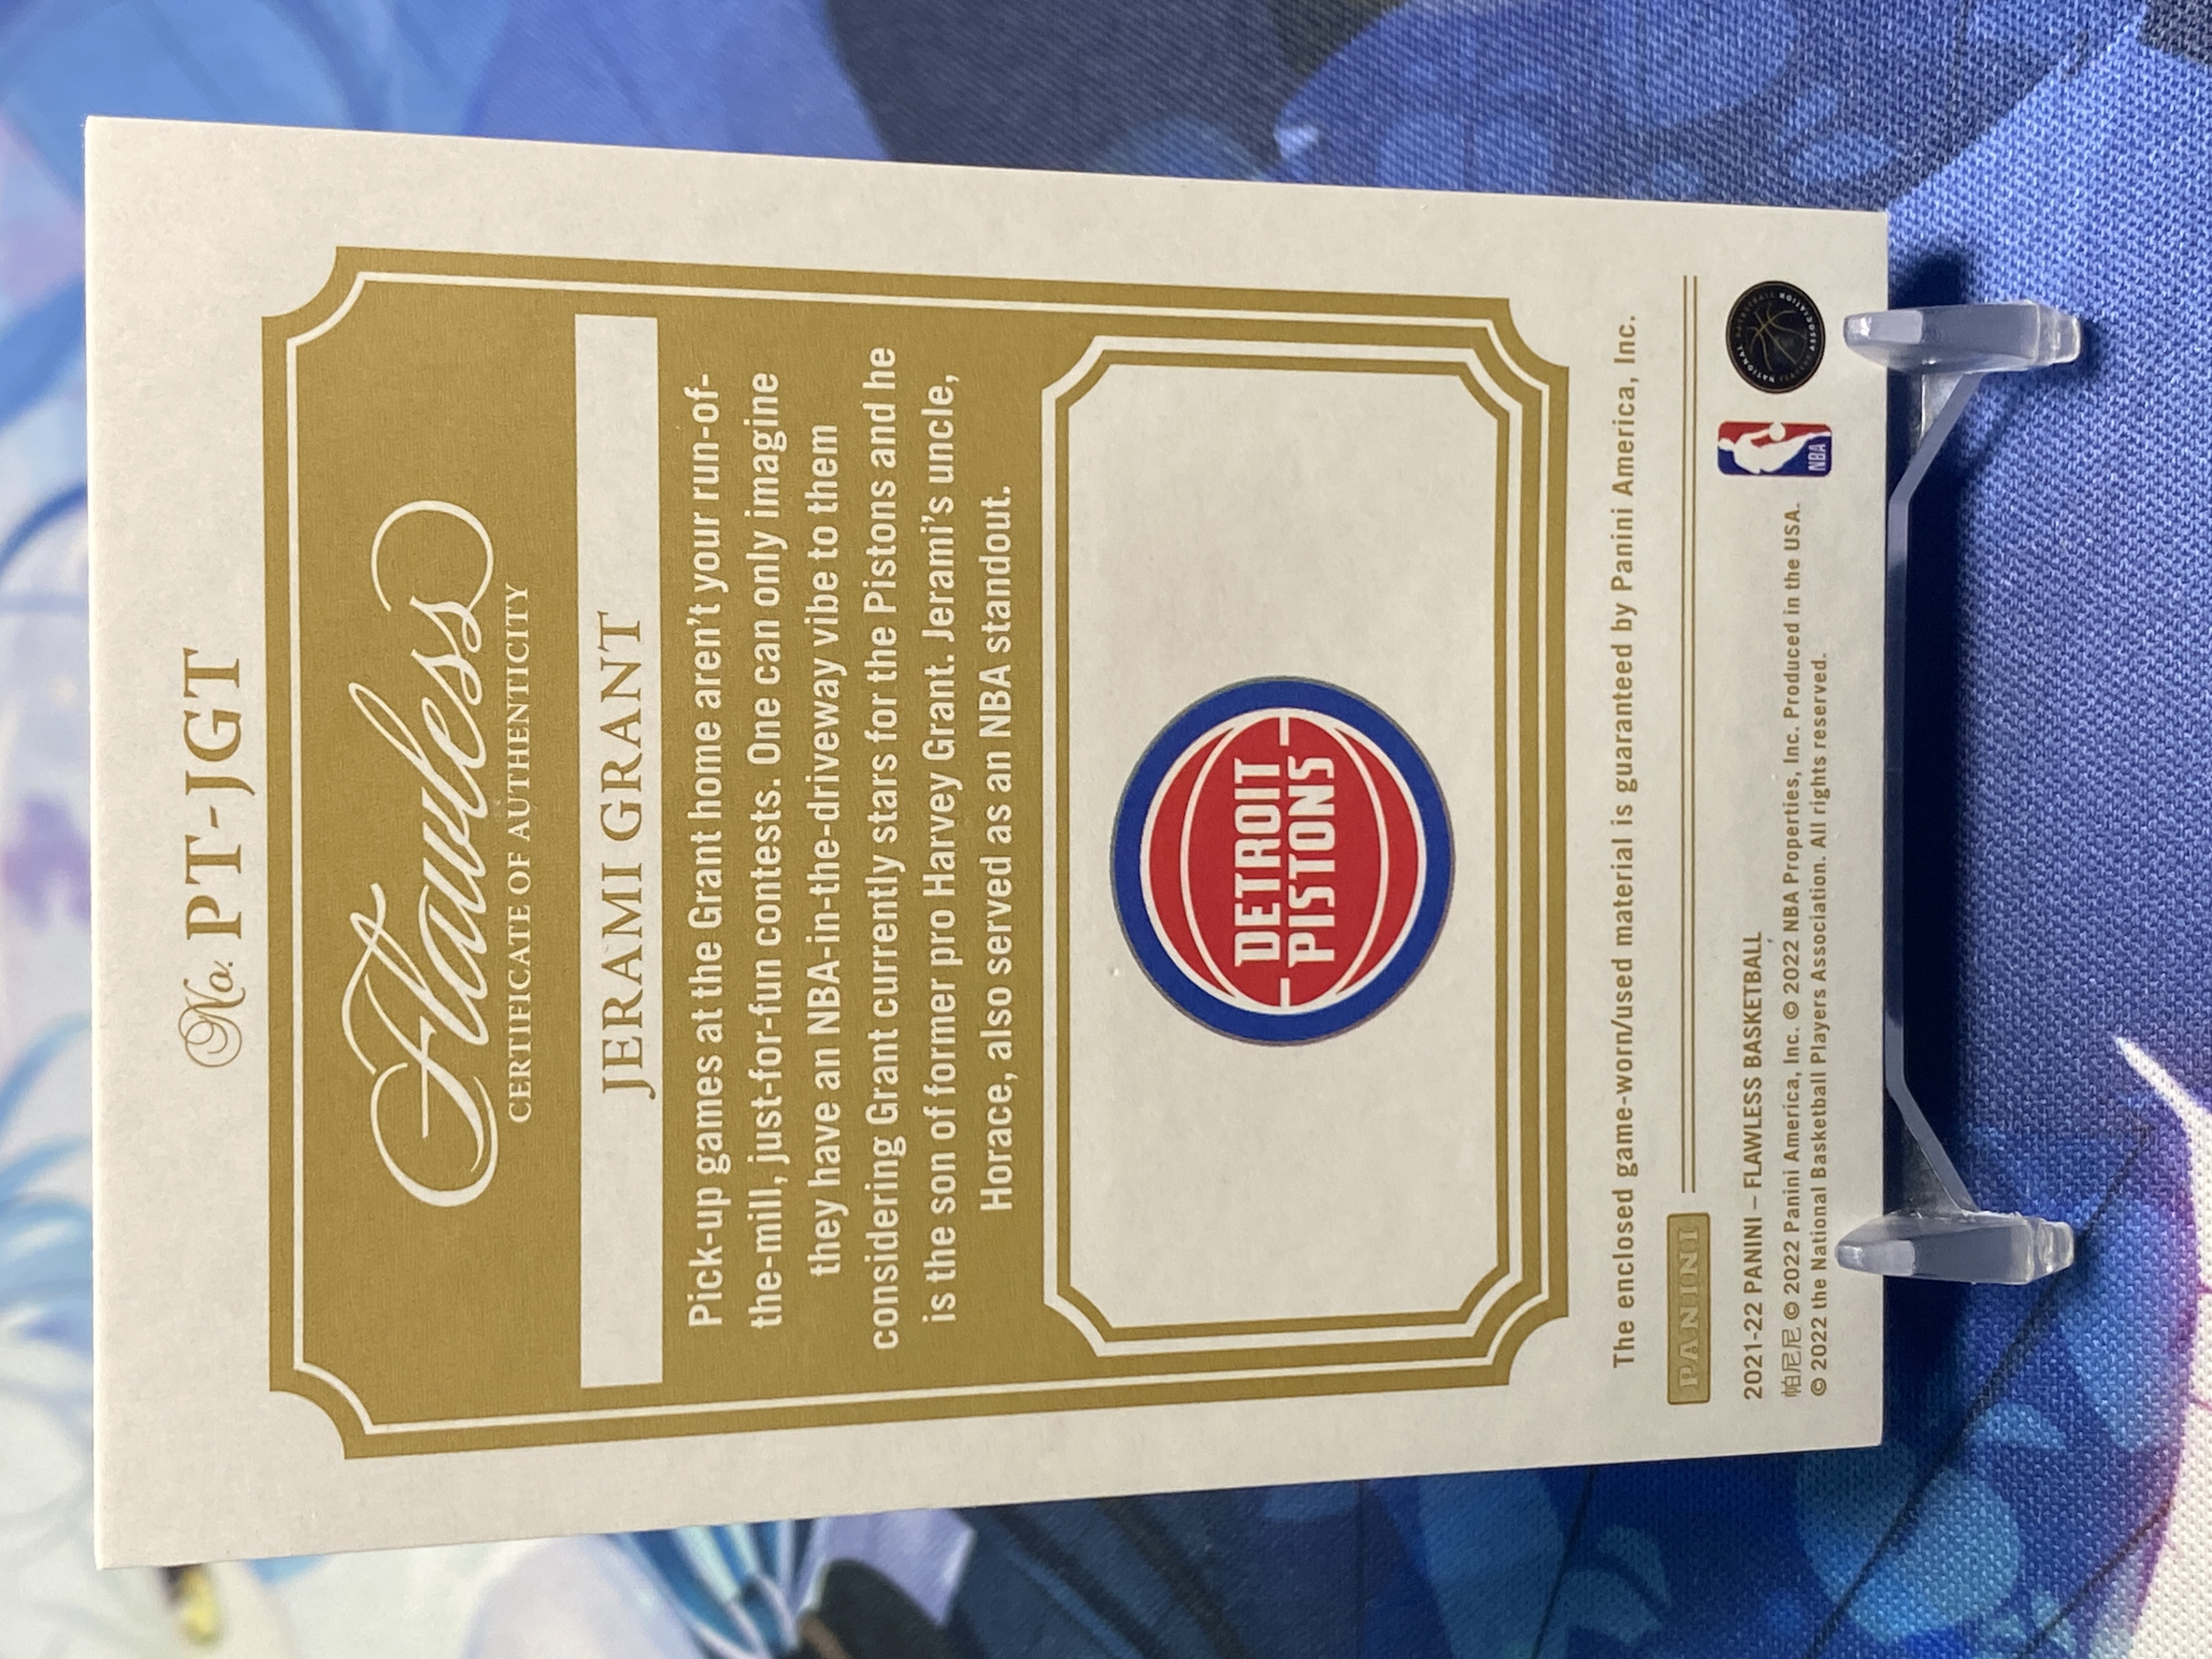 No. PT-JGT
Flawless
CERTIFICATE OF AUTHENTICITY
JERAMI GRANT
Pick-up games at the Grant home aren't your run-of-
the-mill, just-for-fun contests. One can only imagine
they have an NBA-in-the-driveway vibe to them
considering Grant currently stars for the Pistons and he
is the son of former pro Harvey Grant. Jerami's uncle,
Horace, also served as an NBA standout.
DETROIT
PISTONS
The enclosed game-worn/used material is guaranteed by Panini America, Inc.
PANINI
2021-22 PANINI – FLAWLESS BASKETBALL
帕尼尼 © 2022 Panini America, Inc. © 2022 NBA Properties, Inc. Produced in the USA.
© 2022 the National Basketball Players Association. All rights reserved.
NBA
NATIONAL BASKETBALL PLAYERS ASSOCIATION